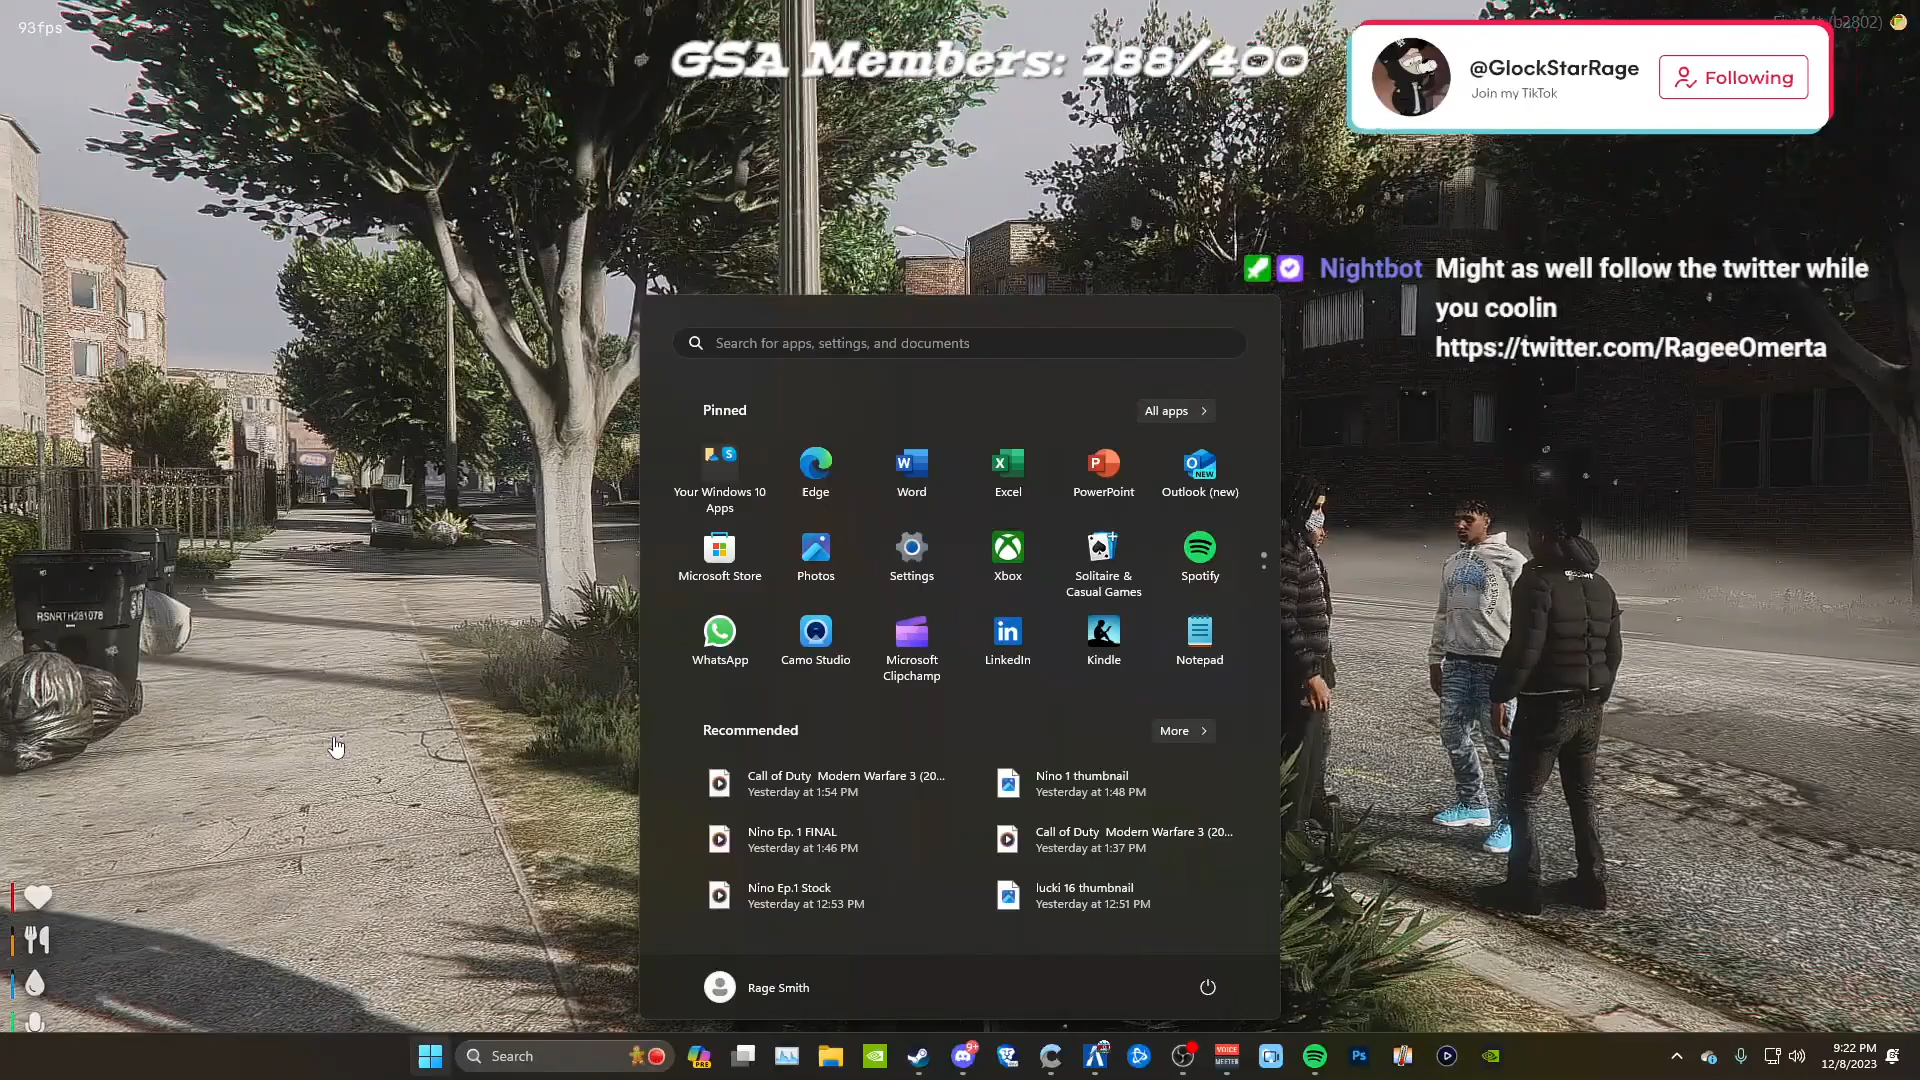 93fps
GSA Members: 288/400
(b2802)
@GlockStarRage
Join my TikTok
Following
Nightbot Might as well follow the twitter while
you coolin
https://twitter.com/RageeOmerta
Search for apps, settings, and documents
Pinned
All apps
Your Windows 10
Apps
Edge
Word
Excel
PowerPoint
Outlook (new)
Microsoft Store
Photos
Settings
Xbox
Solitaire &
Casual Games
Spotify
WhatsApp
Camo Studio
Microsoft
Clipchamp
LinkedIn
Kindle
Notepad
RSNRTH281078
Recommended
More
Call of Duty  Modern Warfare 3 (20...
Yesterday at 1:54 PM
Nino 1 thumbnail
Yesterday at 1:48 PM
Nino Ep. 1 FINAL
Yesterday at 1:46 PM
Call of Duty  Modern Warfare 3 (20...
Yesterday at 1:37 PM
Nino Ep.1 Stock
Yesterday at 12:53 PM
lucki 16 thumbnail
Yesterday at 12:51 PM
Rage Smith
Search
9:22 PM
12/8/2023